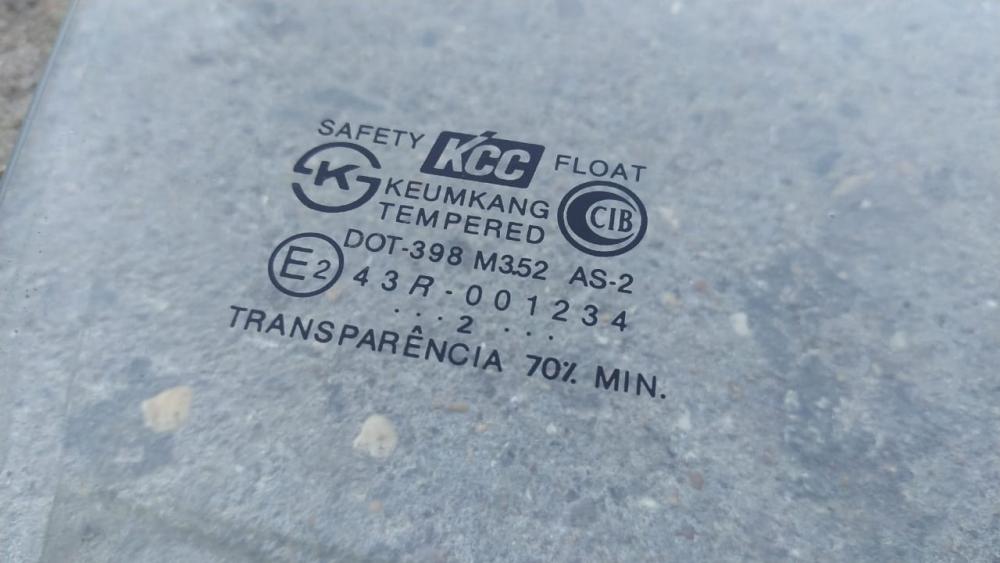 SAFETY KCC FLOAT
K KEUMKANG CIB
TEMPERED
DOT-398 M352 AS-2
E2 43R-001234
...2...
TRANSPARÊNCIA 70% MIN.